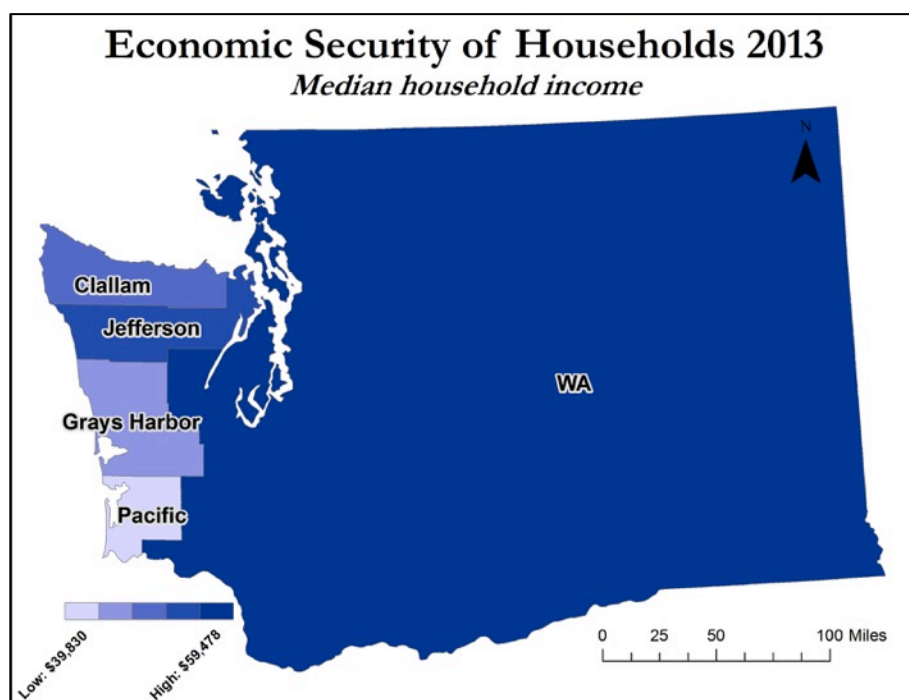 Economic Security of Households 2013
Median household income
N
Clallam
Jefferson
WA
Grays Harbor
Pacific
Low: $39,830
High: $59,478
0 25 50 100 Miles